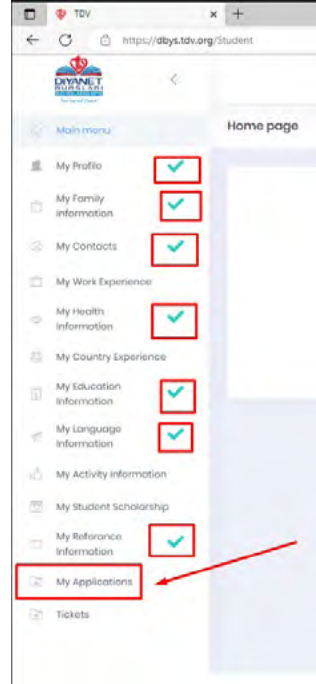 TDV
https://dbys.tdv.org/Student
DİYANET
BURSLARI
Main menu
Home page
My Profile
My Family
information
My Contacts
My Work Experience
My Health
Information
My Country Experience
My Education
Information
My Language
Information
My Activity information
My Student Scholarship
My Reference
Information
My Applications
Tickets